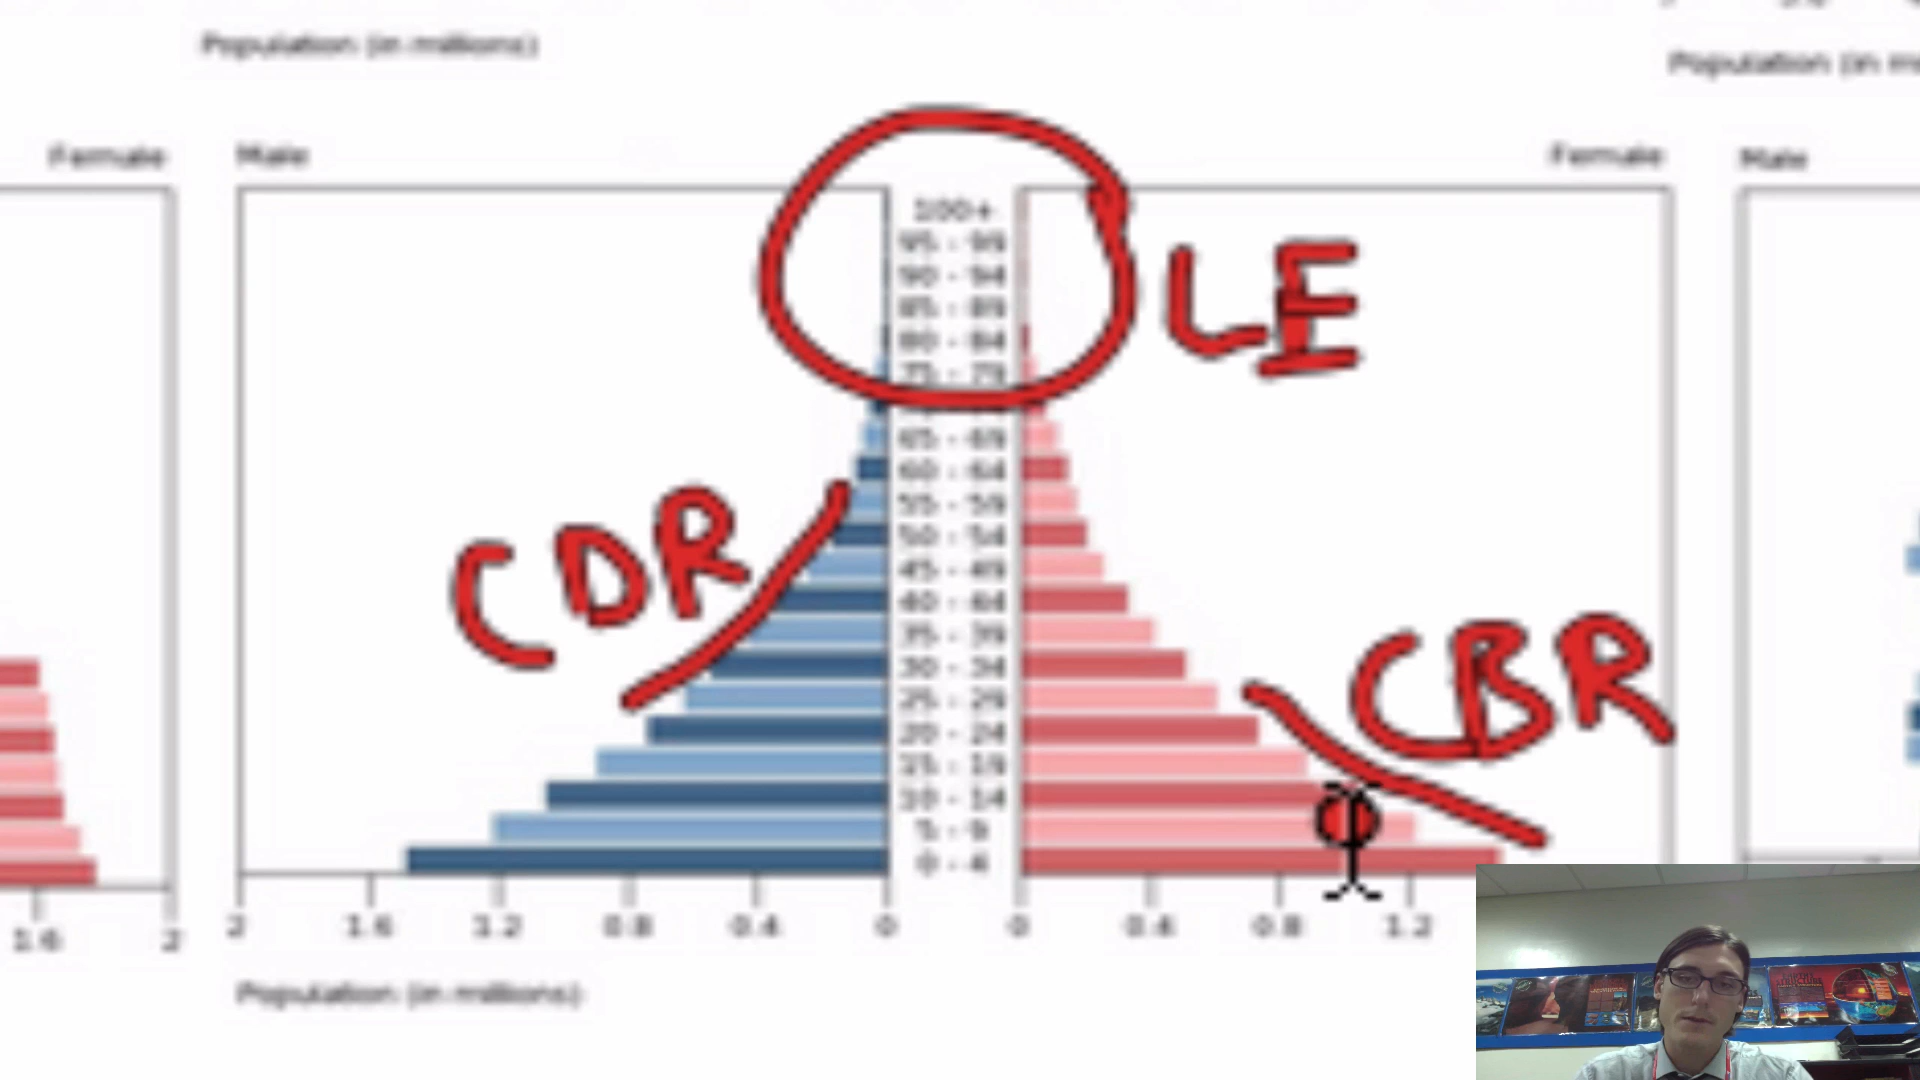 Population (in millions)
Population (in m
Female
Male
Female
Male
100+
95 - 99
90 - 94
85 - 89
80 - 84
75 - 79
LE
65 - 69
60 - 64
55 - 59
50 - 54
CDR
45 - 49
40 - 44
35 - 39
30 - 34
CBR
25 - 29
20 - 24
15 - 19
10 - 14
5 - 9
0 - 4
1.6 2
2 1.6 1.2 0.8 0.4 0 0 0.4 0.8 1.2
Population (in millions)